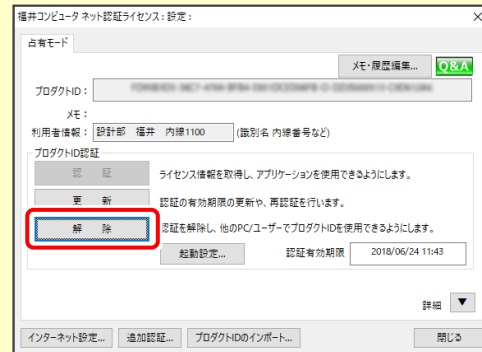 福井コンピュータ ネット認証ライセンス : 設定 :
占有モード
メモ・履歴編集... Q&A
プロダクトID :
メモ :
利用者情報 : 設計部 福井 内線1100 (識別名 内線番号など)
プロダクトID認証
認 証 ライセンス情報を取得し、アプリケーションを使用できるようにします。
更 新 認証の有効期限の更新や、再認証を行います。
解 除 認証を解除し、他のPC/ユーザーでプロダクトIDを使用できるようにします。
起動設定... 認証有効期限 2018/06/24 11:43
詳細 ▼
インターネット設定... 追加認証... プロダクトIDのインポート... 閉じる